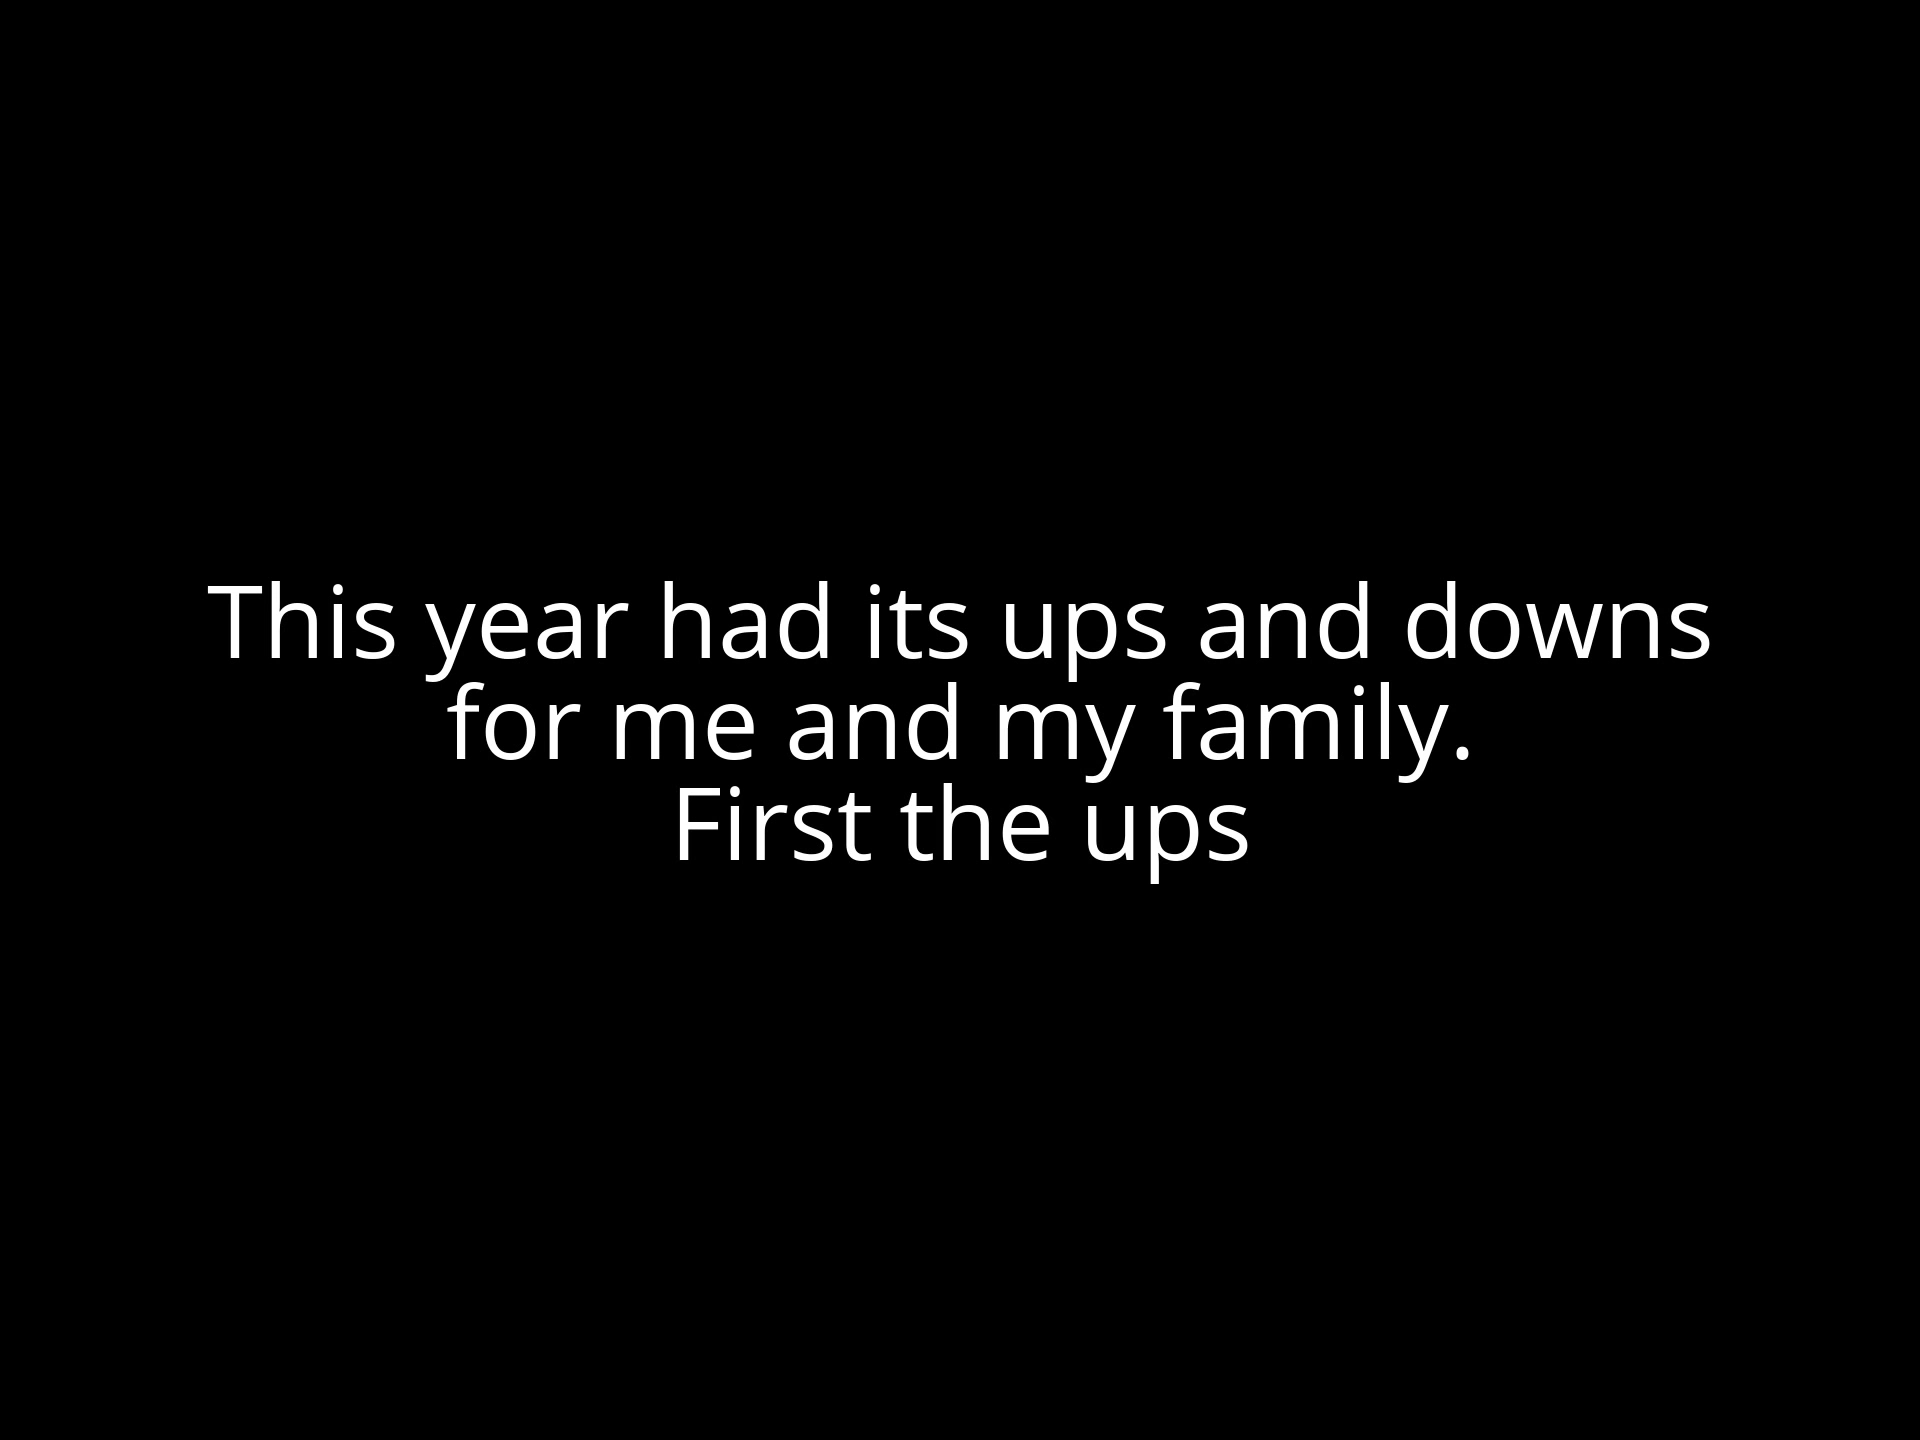 This year had its ups and downs
for me and my family.
First the ups